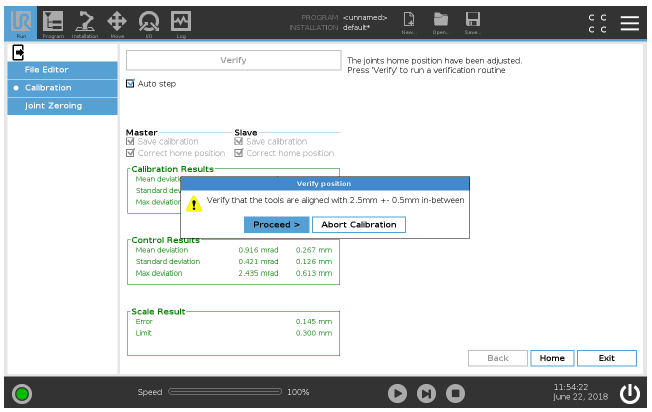 PROGRAM <unnamed>
INSTALLATION default*
Run Program Installation Move I/O Log New... Open... Save...
C C
C C
File Editor
Calibration
Joint Zeroing
Verify
Auto step
The joints home position have been adjusted.
Press 'Verify' to run a verification routine
Master Slave
Save calibration Save calibration
Correct home position Correct home position
Calibration Results
Mean deviati
Standard dev
Max deviatio
Verify position
Verify that the tools are aligned with 2.5mm +- 0.5mm in-between
Proceed > Abort Calibration
Control Results
Mean deviation 0.916 mrad 0.267 mm
Standard deviation 0.421 mrad 0.126 mm
Max deviation 2.435 mrad 0.613 mm
Scale Result
Error 0.145 mm
Limit 0.300 mm
Back Home Exit
Speed 100%
11:54:22
June 22, 2018